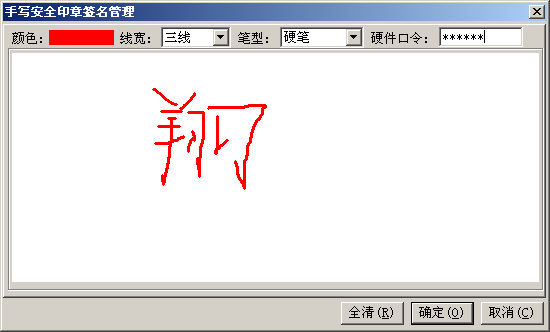 手写安全印章签名管理
颜色: 线宽: 三线 笔型: 硬笔 硬件口令: ******
翔
全清(R) 确定(O) 取消(C)